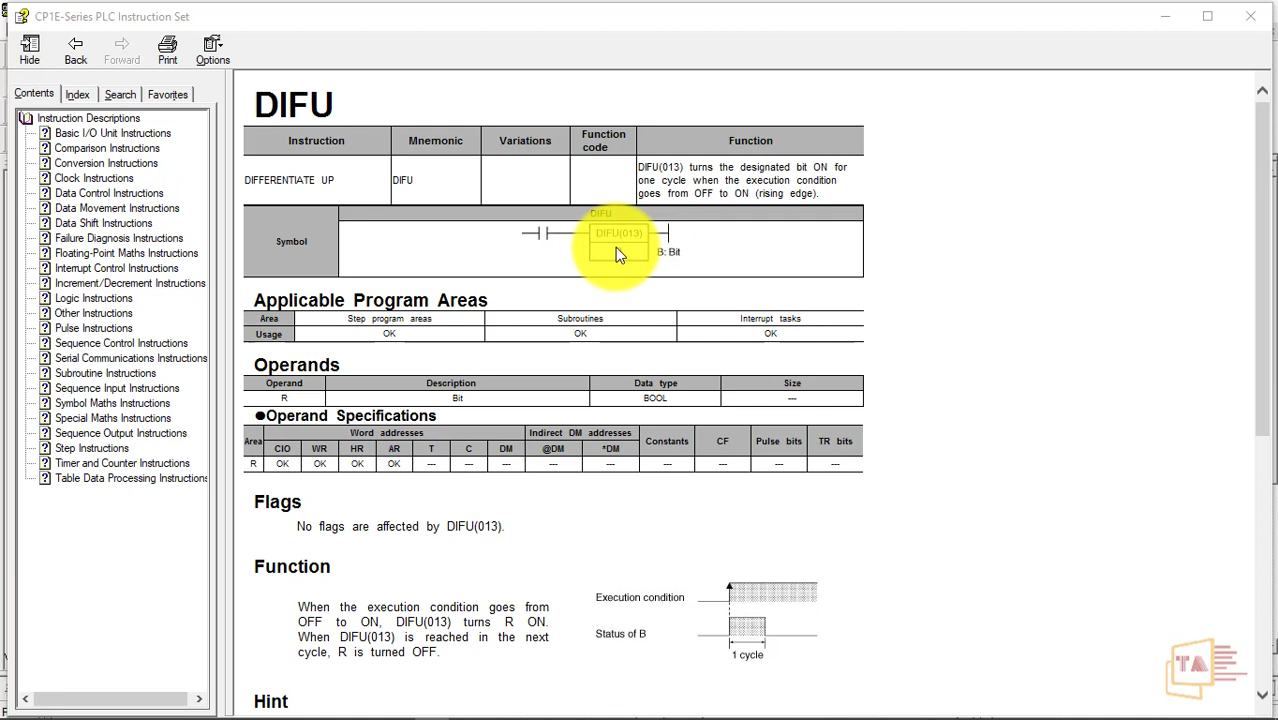 CP1E-Series PLC Instruction Set
Hide
Back
Forward
Print
Options
Contents
Index
Search
Favorites
Instruction Descriptions
Basic I/O Unit Instructions
Comparison Instructions
Conversion Instructions
Clock Instructions
Data Control Instructions
Data Movement Instructions
Data Shift Instructions
Failure Diagnosis Instructions
Floating-Point Maths Instructions
Interrupt Control Instructions
Increment/Decrement Instructions
Logic Instructions
Other Instructions
Pulse Instructions
Sequence Control Instructions
Serial Communications Instructions
Subroutine Instructions
Sequence Input Instructions
Symbol Maths Instructions
Special Maths Instructions
Sequence Output Instructions
Step Instructions
Timer and Counter Instructions
Table Data Processing Instructions
DIFU
Instruction Mnemonic Variations Function code Function
DIFFERENTIATE UP DIFU
DIFU(013) turns the designated bit ON for
one cycle when the execution condition
goes from OFF to ON (rising edge).
DIFU
Symbol
DIFU(013)
B: Bit
Applicable Program Areas
Area Step program areas Subroutines Interrupt tasks
Usage OK OK OK
Operands
Operand Description Data type Size
R Bit BOOL ---
●Operand Specifications
Area Word addresses Indirect DM addresses Constants CF Pulse bits TR bits
CIO WR HR AR T C DM @DM *DM
R OK OK OK OK --- --- --- --- --- --- --- --- ---
Flags
No flags are affected by DIFU(013).
Function
When the execution condition goes from
OFF to ON, DIFU(013) turns R ON.
When DIFU(013) is reached in the next
cycle, R is turned OFF.
Execution condition
Status of B
1 cycle
Hint
TA